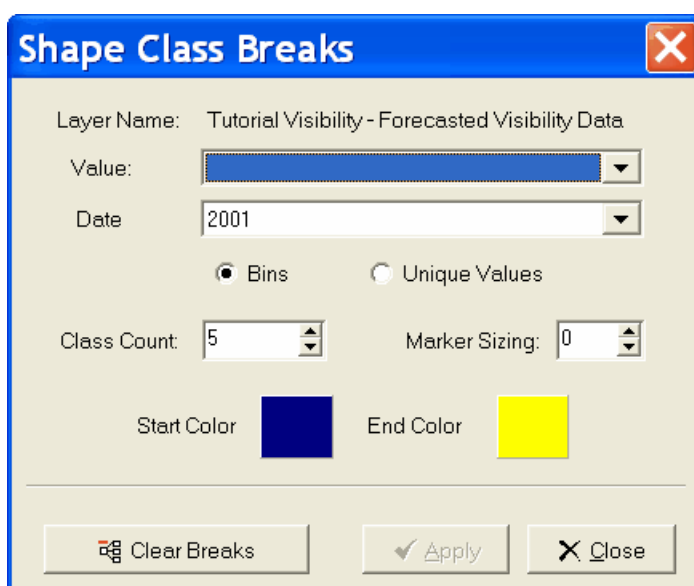 Shape Class Breaks
Layer Name: Tutorial Visibility - Forecasted Visibility Data
Value:
Date 2001
Bins Unique Values
Class Count: 5 Marker Sizing: 0
Start Color End Color
Clear Breaks Apply Close